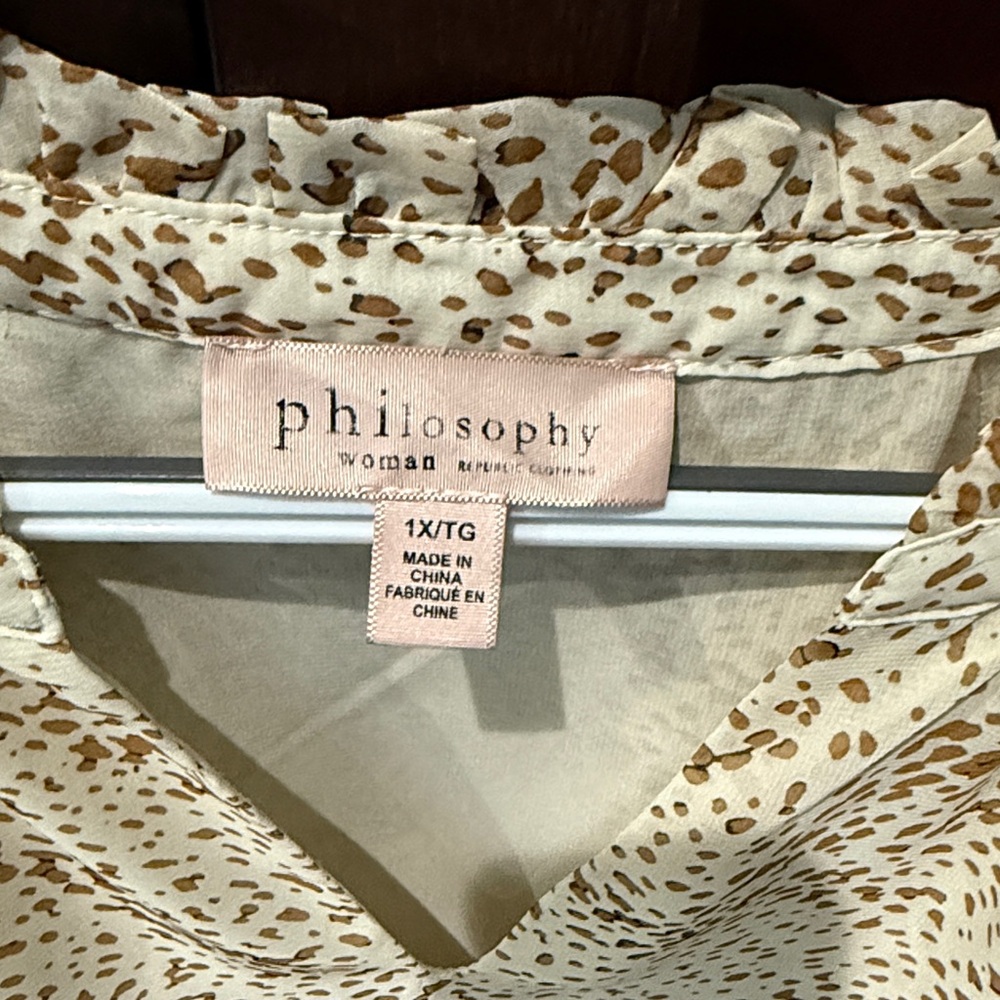 philosophy
woman REPUBLIC CLOTHING
1X/TG
MADE IN
CHINA
FABRIQUÉ EN
CHINE